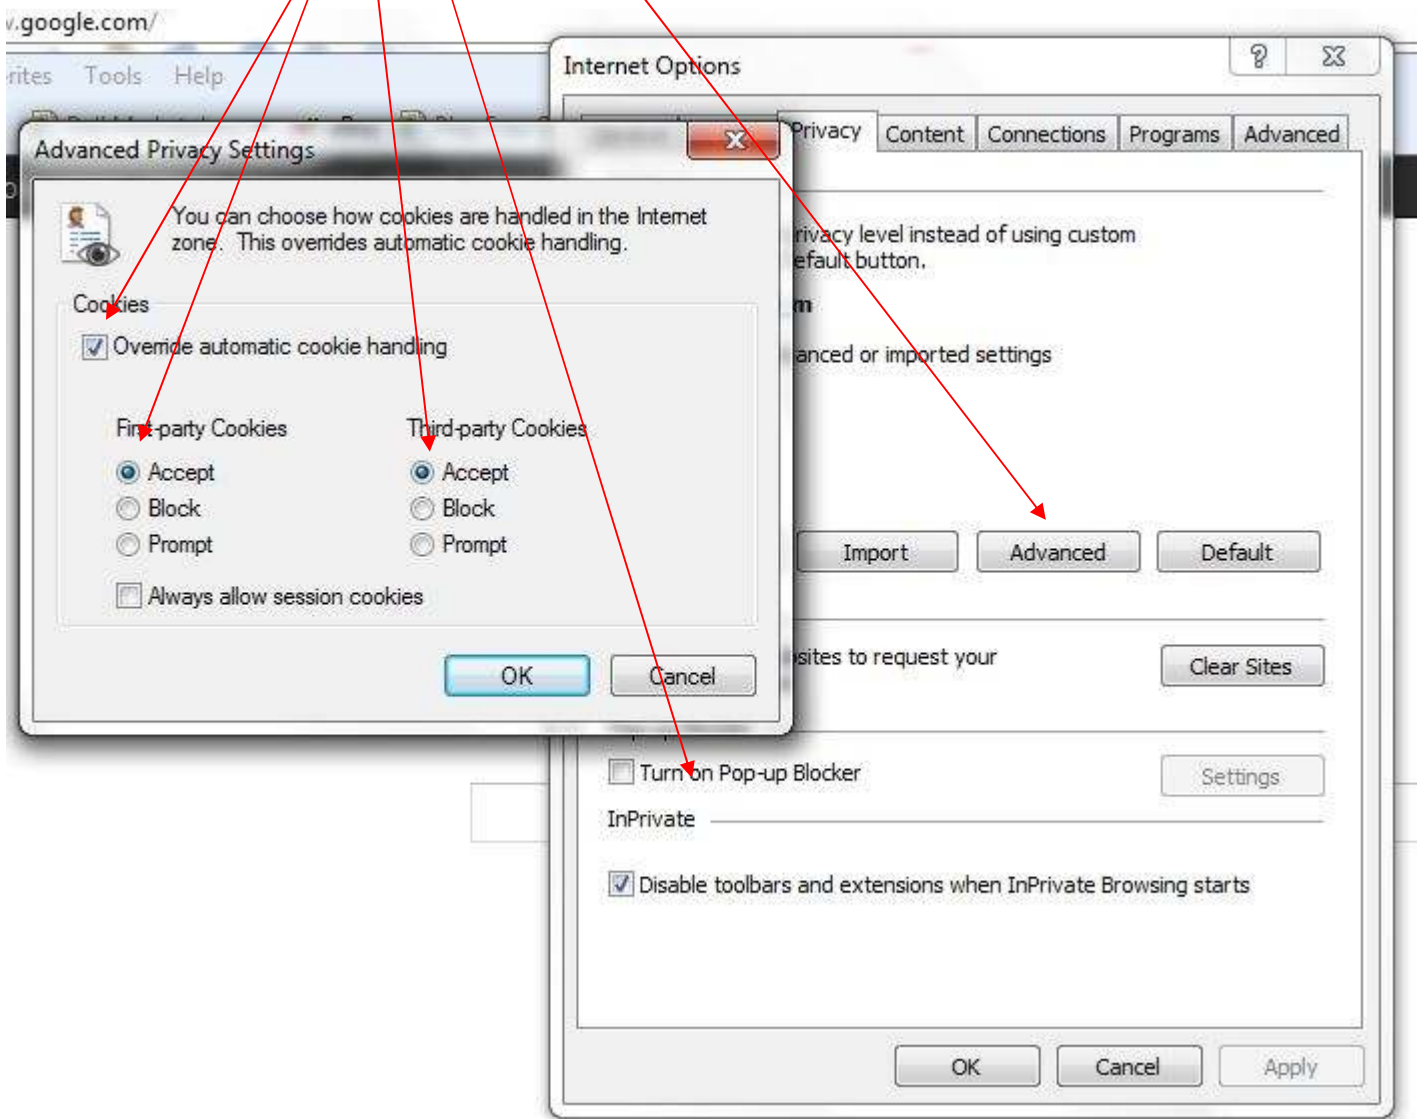 v.google.com/
rites Tools Help
Internet Options
Privacy Content Connections Programs Advanced
Advanced Privacy Settings
You can choose how cookies are handled in the Internet
zone. This overrides automatic cookie handling.
rivacy level instead of using custom
efault button.
m
Cookies
Override automatic cookie handling
anced or imported settings
First-party Cookies Third-party Cookies
Accept Accept
Block Block
Prompt Prompt
Import Advanced Default
Always allow session cookies
sites to request your
Clear Sites
OK Cancel
Turn on Pop-up Blocker Settings
InPrivate
Disable toolbars and extensions when InPrivate Browsing starts
OK Cancel Apply